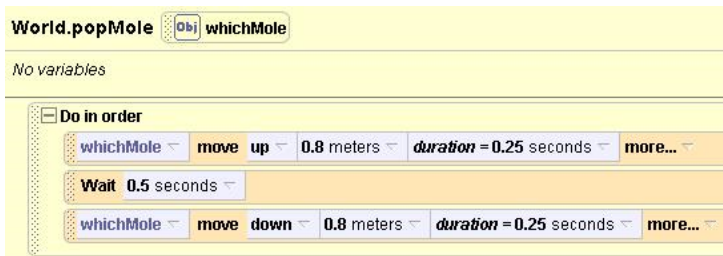 World.popMole Obj whichMole
No variables
Do in order
whichMole move up 0.8 meters duration = 0.25 seconds more...
Wait 0.5 seconds
whichMole move down 0.8 meters duration = 0.25 seconds more...